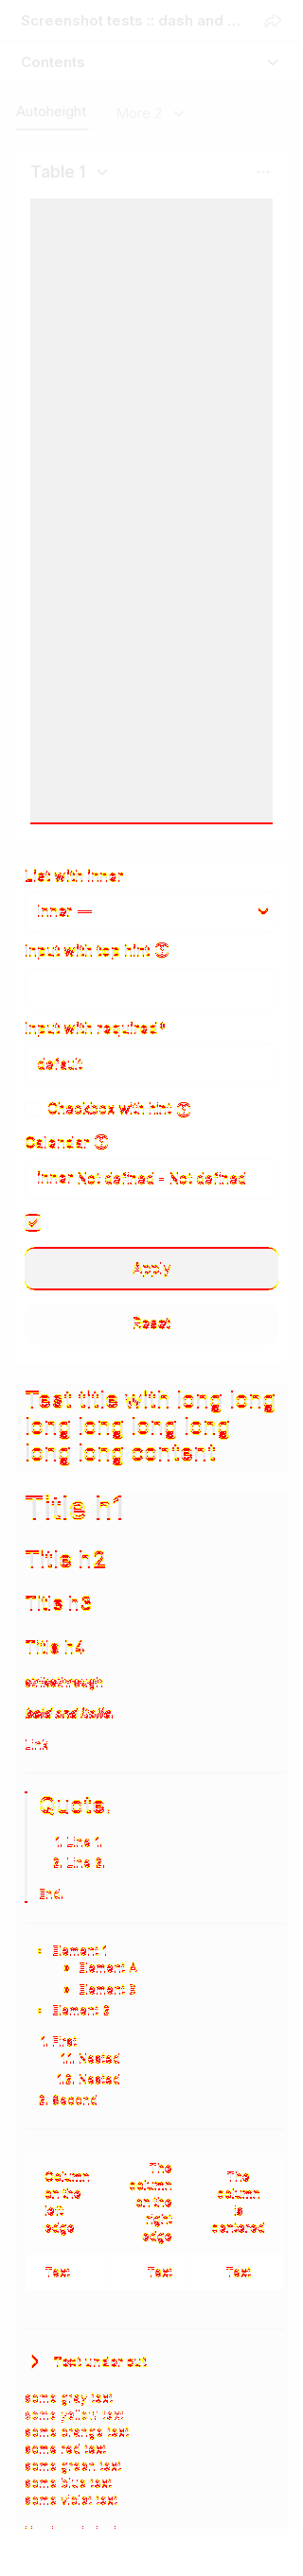 Screenshot tests :: dash and ...
Contents
Autoheight
More 2
Table 1
List with inner
Inner —
Input with top hint
Input with required*
default
Checkbox with hint
Calendar
Inner Not defined - Not defined
Apply
Reset
Test title with long long
long long long long
long long content
Title h1
Title h2
Title h3
Title h4
strikethrough
bold and italic.
Link
Quote.
1. Line 1.
2. Line 2.
End.
Element 1
Element A
Element B
Element 2
1. First
1.1. Nested
1.2. Nested
2. Second
Column
on the
left
edge
The
column
on the
right
edge
The
column
is
centered
Text
Text
Text
Text under cut
some gray text
some yellow text
some orange text
some red text
some green text
some blue text
some violet text